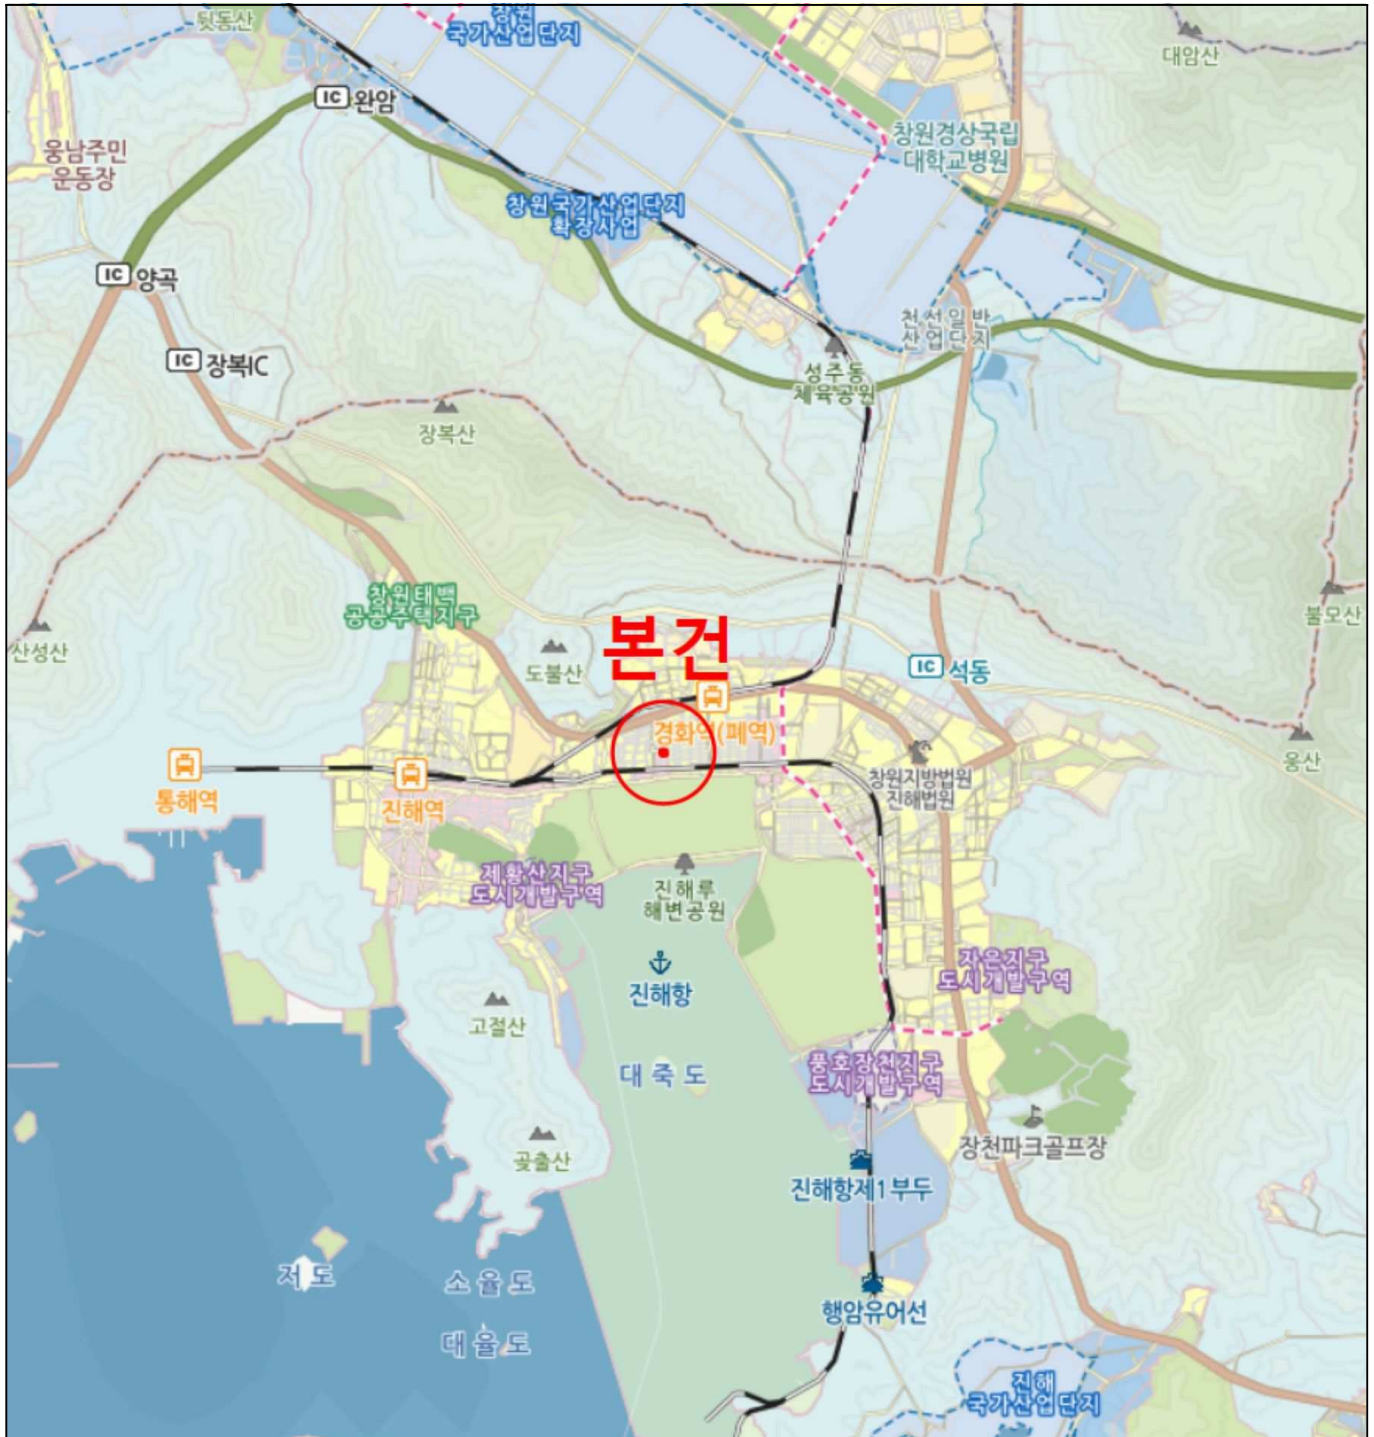 뒷동산
창원
국가산업단지
대암산
IC 완암
웅남주민
운동장
창원경상국립
대학교병원
창원국가산업단지
확장사업
IC 양곡
천선일반
산업단지
IC 장복IC
성주동
체육공원
장복산
창원태백
공공주택지구
불모산
산성산
본건
도불산
IC 석동
경화역(폐역)
웅산
통해역
진해역
창원지방법원
진해법원
제황산지구
도시개발구역
진해루
해변공원
자은지구
도시개발구역
진해항
고절산
대죽도
풍호장천지구
도시개발구역
곶출산
장천파크골프장
진해항제1부두
저도
소율도
행암유어선
대율도
진해
국가산업단지